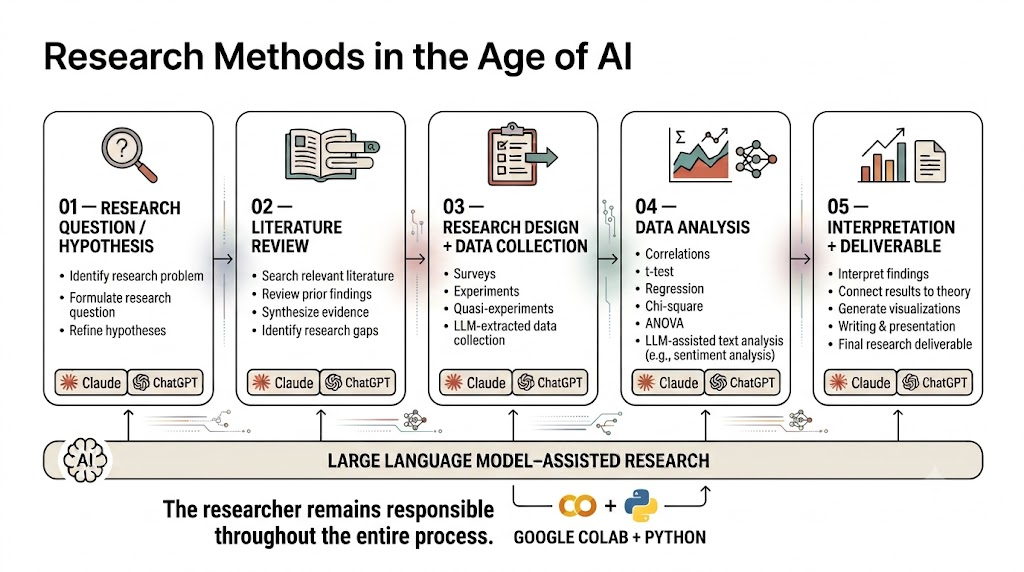 Research Methods in the Age of AI
?
01 — RESEARCH
QUESTION /
HYPOTHESIS
• Identify research problem
• Formulate research
question
• Refine hypotheses
Claude
ChatGPT
02 —
LITERATURE
REVIEW
• Search relevant literature
• Review prior findings
• Synthesize evidence
• Identify research gaps
Claude
ChatGPT
03 —
RESEARCH DESIGN
+ DATA COLLECTION
• Surveys
• Experiments
• Quasi-experiments
• LLM-extracted data
collection
Claude
ChatGPT
Σ
04 —
DATA ANALYSIS
• Correlations
• t-test
• Regression
• Chi-square
• ANOVA
• LLM-assisted text analysis
(e.g., sentiment analysis)
Claude
ChatGPT
05 —
INTERPRETATION
+ DELIVERABLE
• Interpret findings
• Connect results to theory
• Generate visualizations
• Writing & presentation
• Final research deliverable
Claude
ChatGPT
AI
LARGE LANGUAGE MODEL–ASSISTED RESEARCH
The researcher remains responsible
throughout the entire process.
+
GOOGLE COLAB + PYTHON